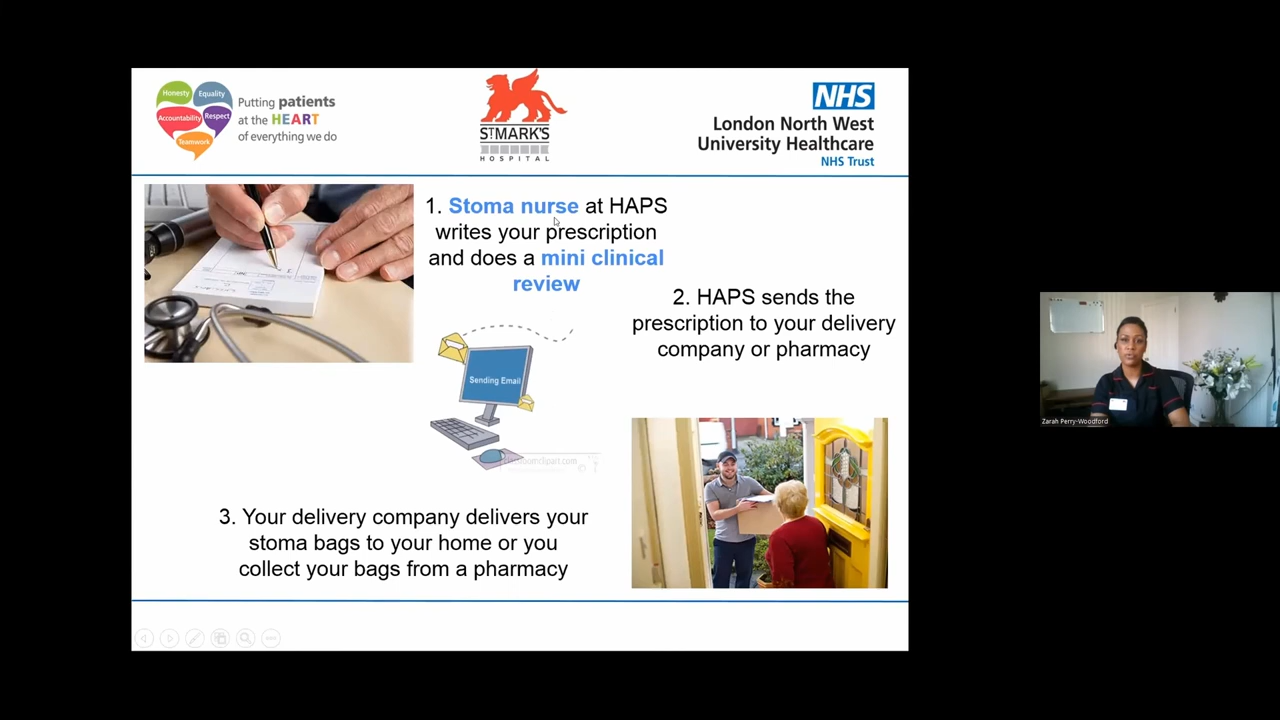 Honesty
Equality
Accountability
Respect
Teamwork
Putting patients
at the HEART
of everything we do
ST MARK'S
HOSPITAL
NHS
London North West
University Healthcare
NHS Trust
1. Stoma nurse at HAPS
writes your prescription
and does a mini clinical
review
2. HAPS sends the
prescription to your delivery
company or pharmacy
Sending Email
3. Your delivery company delivers your
stoma bags to your home or you
collect your bags from a pharmacy
Zarah Perry-Woodford